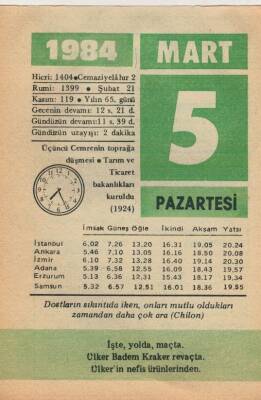 1984
MART
5
PAZARTESİ
Hicri: 1404•Cemaziyelâhır 2
Rumi: 1399 • Şubat 21
Kasım: 119 • Yılın 65. günü
Gecenin devamı: 12 s. 21 d.
Gündüzün devamı: 11 s, 39 d.
Gündüzün uzayışı: 2 dakika
Üçüncü Cemrenin toprağa
düşmesi • Tarım ve
Ticaret
bakanlıkları
kuruldu
(1924)
İmsak Güneş Öğle İkindi Akşam Yatsı
İstanbul 6.02 7.26 13.20 16.31 19.05 20.24
Ankara 5.46 7.10 13.05 16.16 18.50 20.08
İzmir 6.10 7.32 13.28 16.40 19.14 20.30
Adana 5.39 6.58 12.55 16.09 18.43 19.57
Erzurum 5.13 6.36 12.31 15.43 18.17 19.34
Samsun 5.32 6.57 12.51 16.01 18.36 19.55
Dostların sıkıntıda iken, onları mutlu oldukları
zamandan daha çok ara (Chilon)
İşte, yolda, maçta.
Ülker Badem Kraker revaçta.
Ülker'in nefis ürünlerinden.